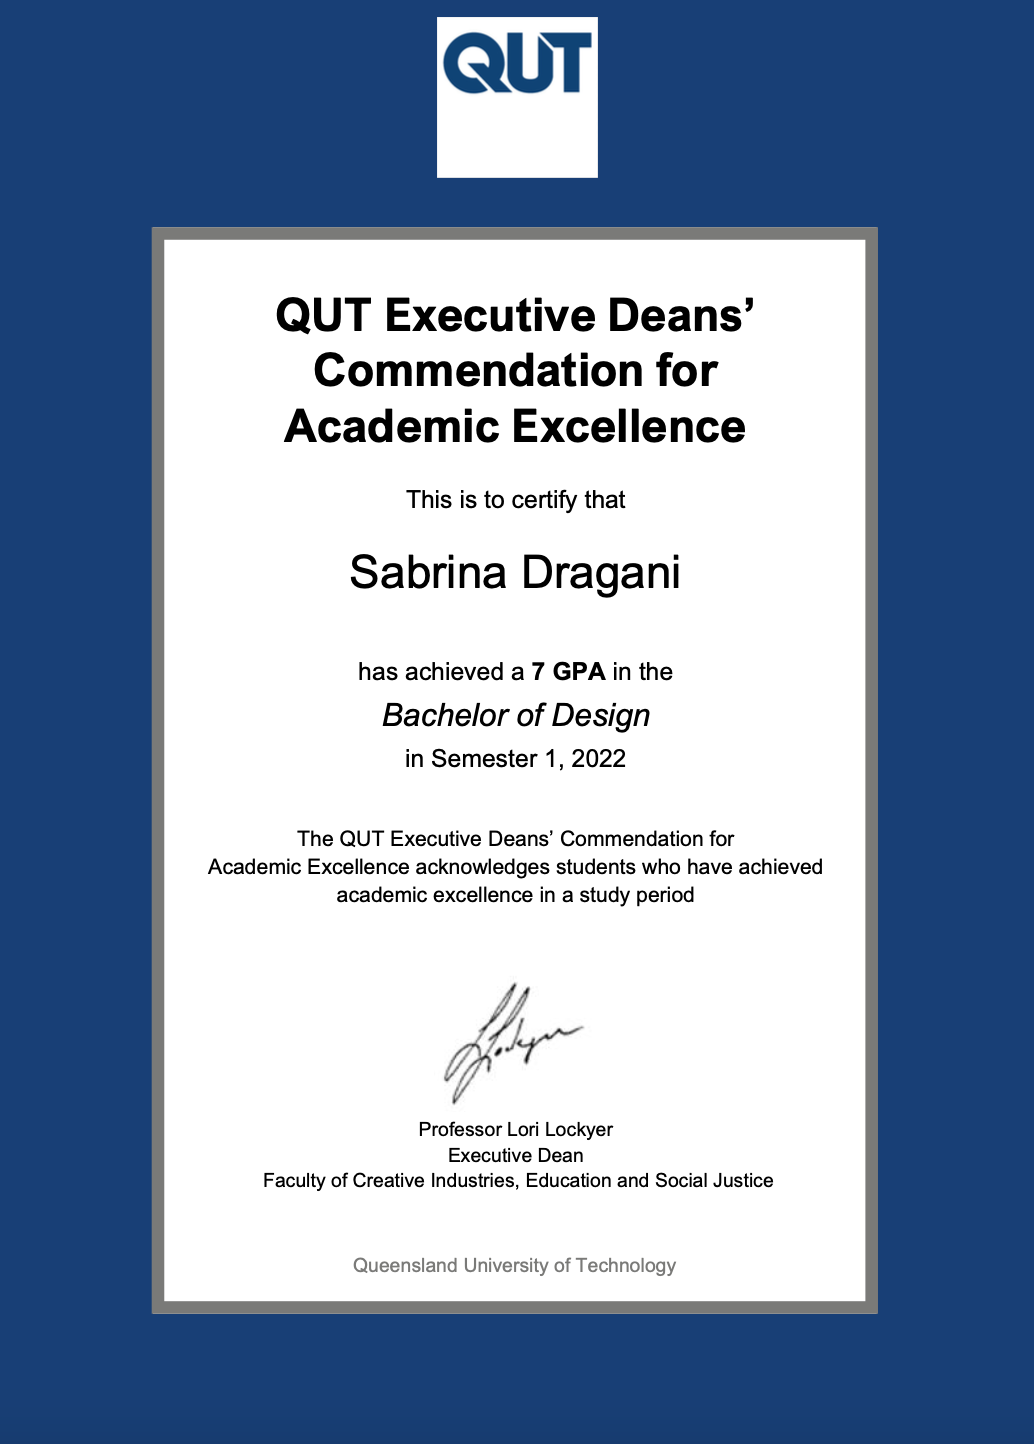 QUT
QUT Executive Deans’
Commendation for
Academic Excellence
This is to certify that
Sabrina Dragani
has achieved a 7 GPA in the
Bachelor of Design
in Semester 1, 2022
The QUT Executive Deans’ Commendation for
Academic Excellence acknowledges students who have achieved
academic excellence in a study period
LLockyer
Professor Lori Lockyer
Executive Dean
Faculty of Creative Industries, Education and Social Justice
Queensland University of Technology